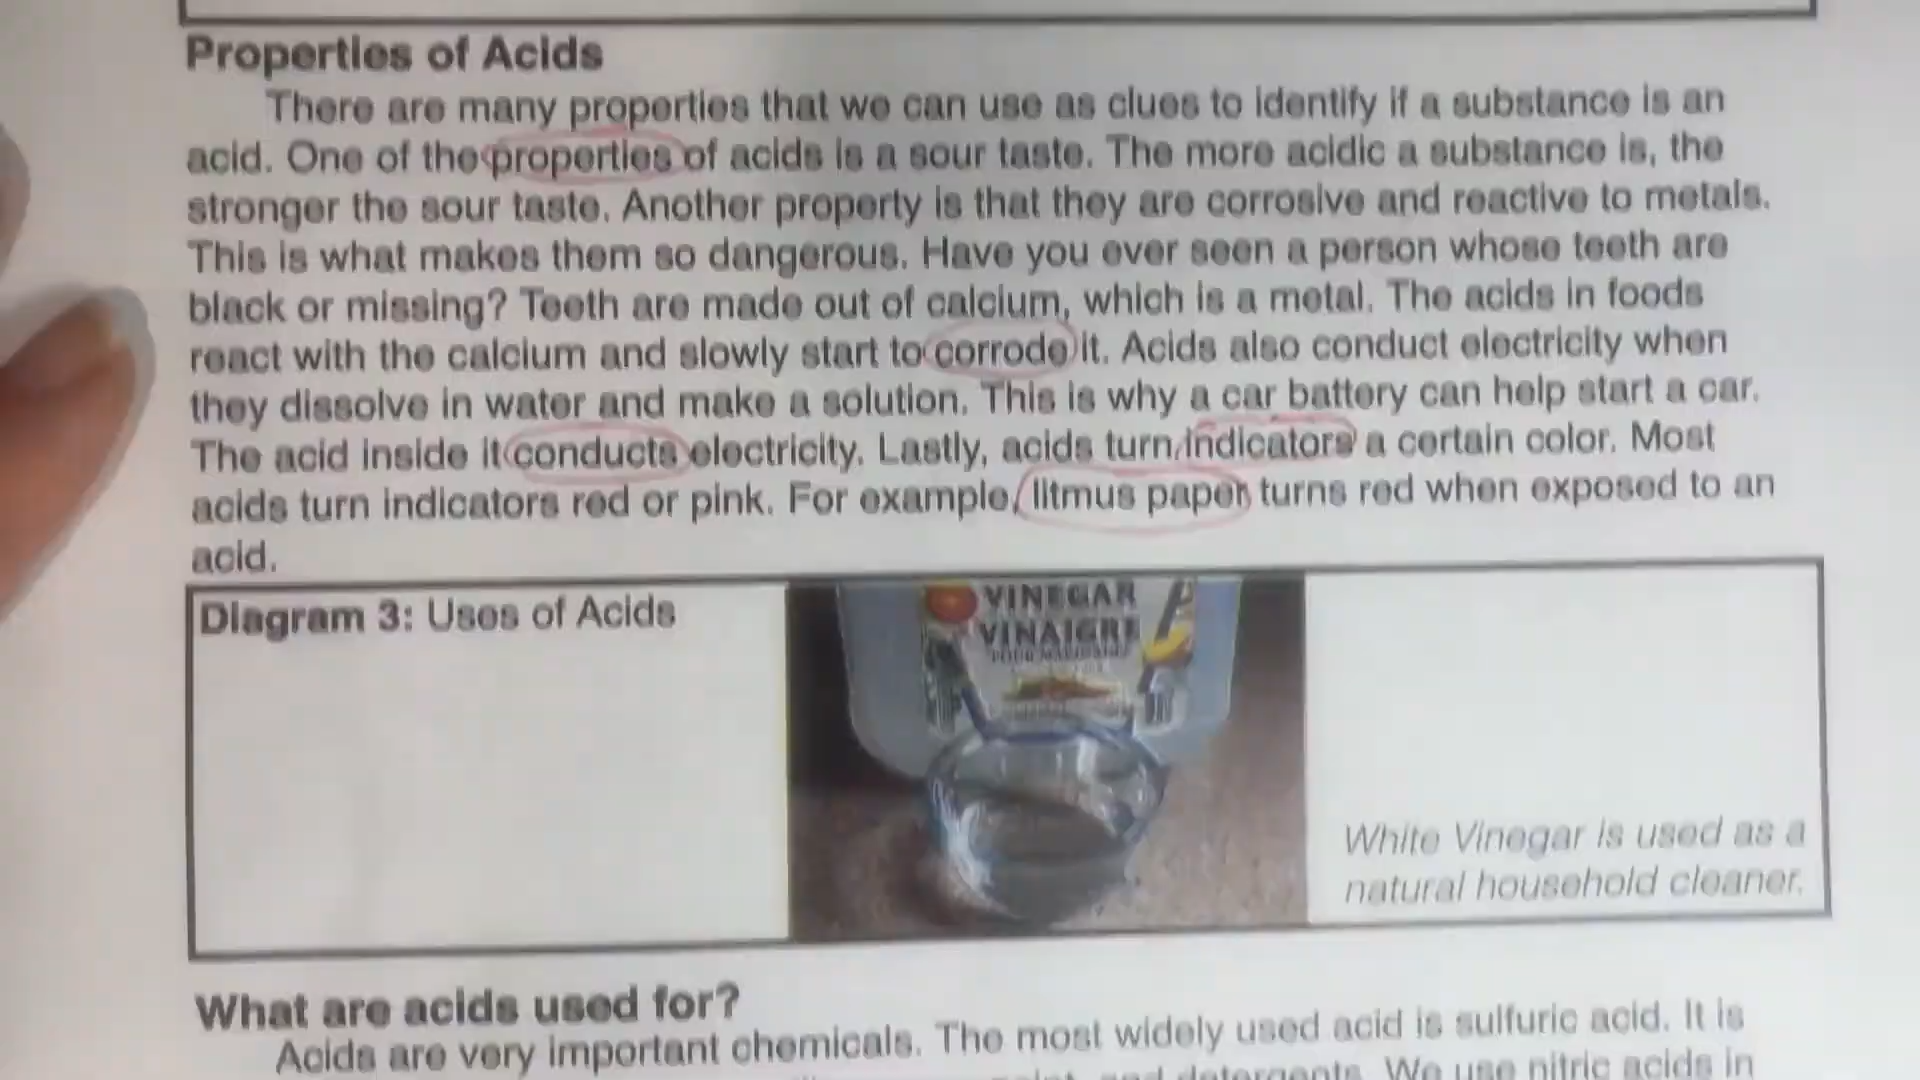 Properties of Acids
There are many properties that we can use as clues to identify if a substance is an
acid. One of the properties of acids is a sour taste. The more acidic a substance is, the
stronger the sour taste. Another property is that they are corrosive and reactive to metals.
This is what makes them so dangerous. Have you ever seen a person whose teeth are
black or missing? Teeth are made out of calcium, which is a metal. The acids in foods
react with the calcium and slowly start to corrode it. Acids also conduct electricity when
they dissolve in water and make a solution. This is why a car battery can help start a car.
The acid inside it conducts electricity. Lastly, acids turn indicators a certain color. Most
acids turn indicators red or pink. For example, litmus paper turns red when exposed to an
acid.
Diagram 3: Uses of Acids
VINEGAR
VINAIGRE
White Vinegar is used as a
natural household cleaner.
What are acids used for?
Acids are very important chemicals. The most widely used acid is sulfuric acid. It is
and detergents. We use nitric acids in